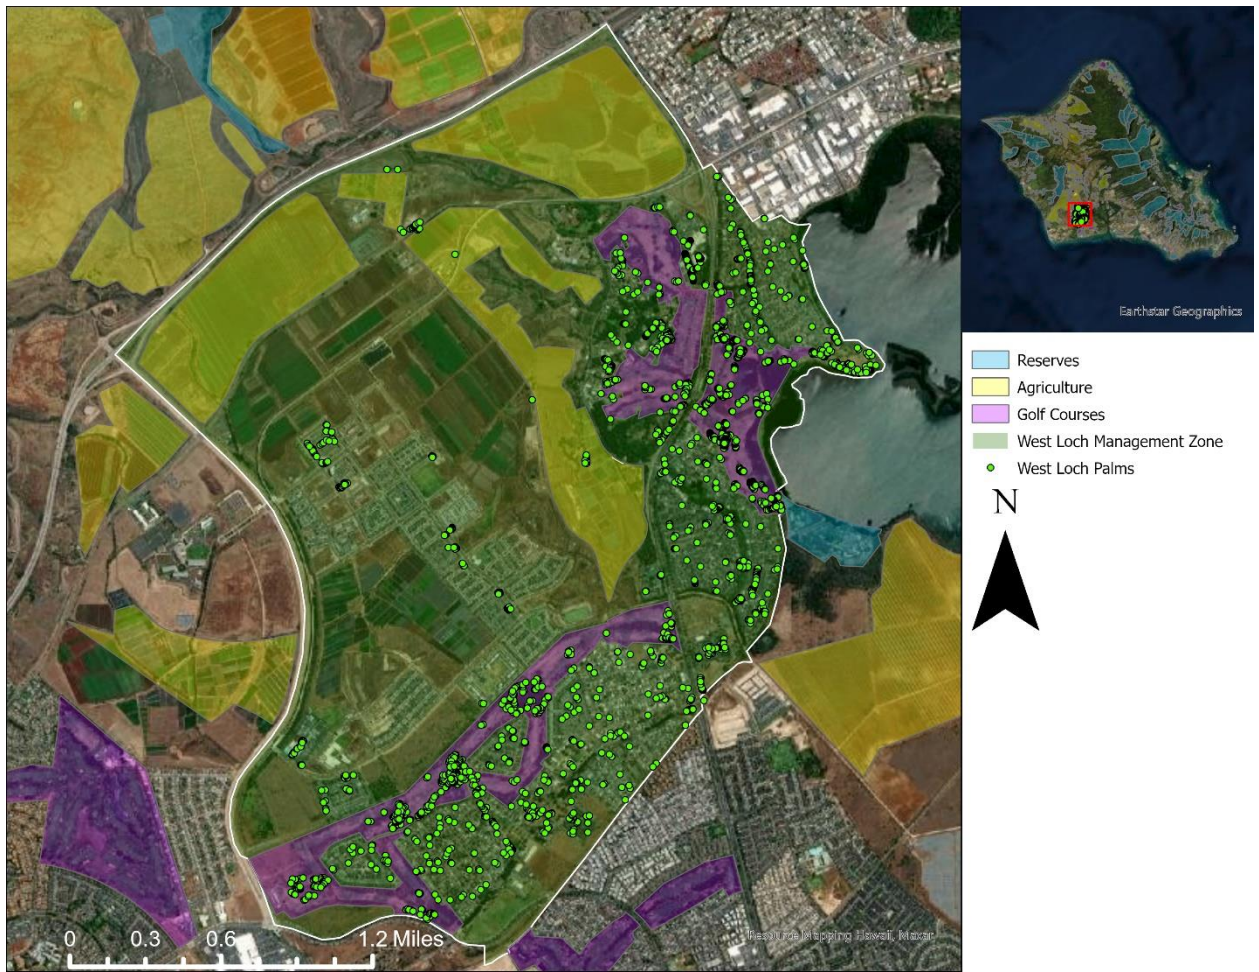 Earthstar Geographics
Reserves
Agriculture
Golf Courses
West Loch Management Zone
West Loch Palms
N
0 0.3 0.6 1.2 Miles
Resource Mapping Hawaii, Maxar